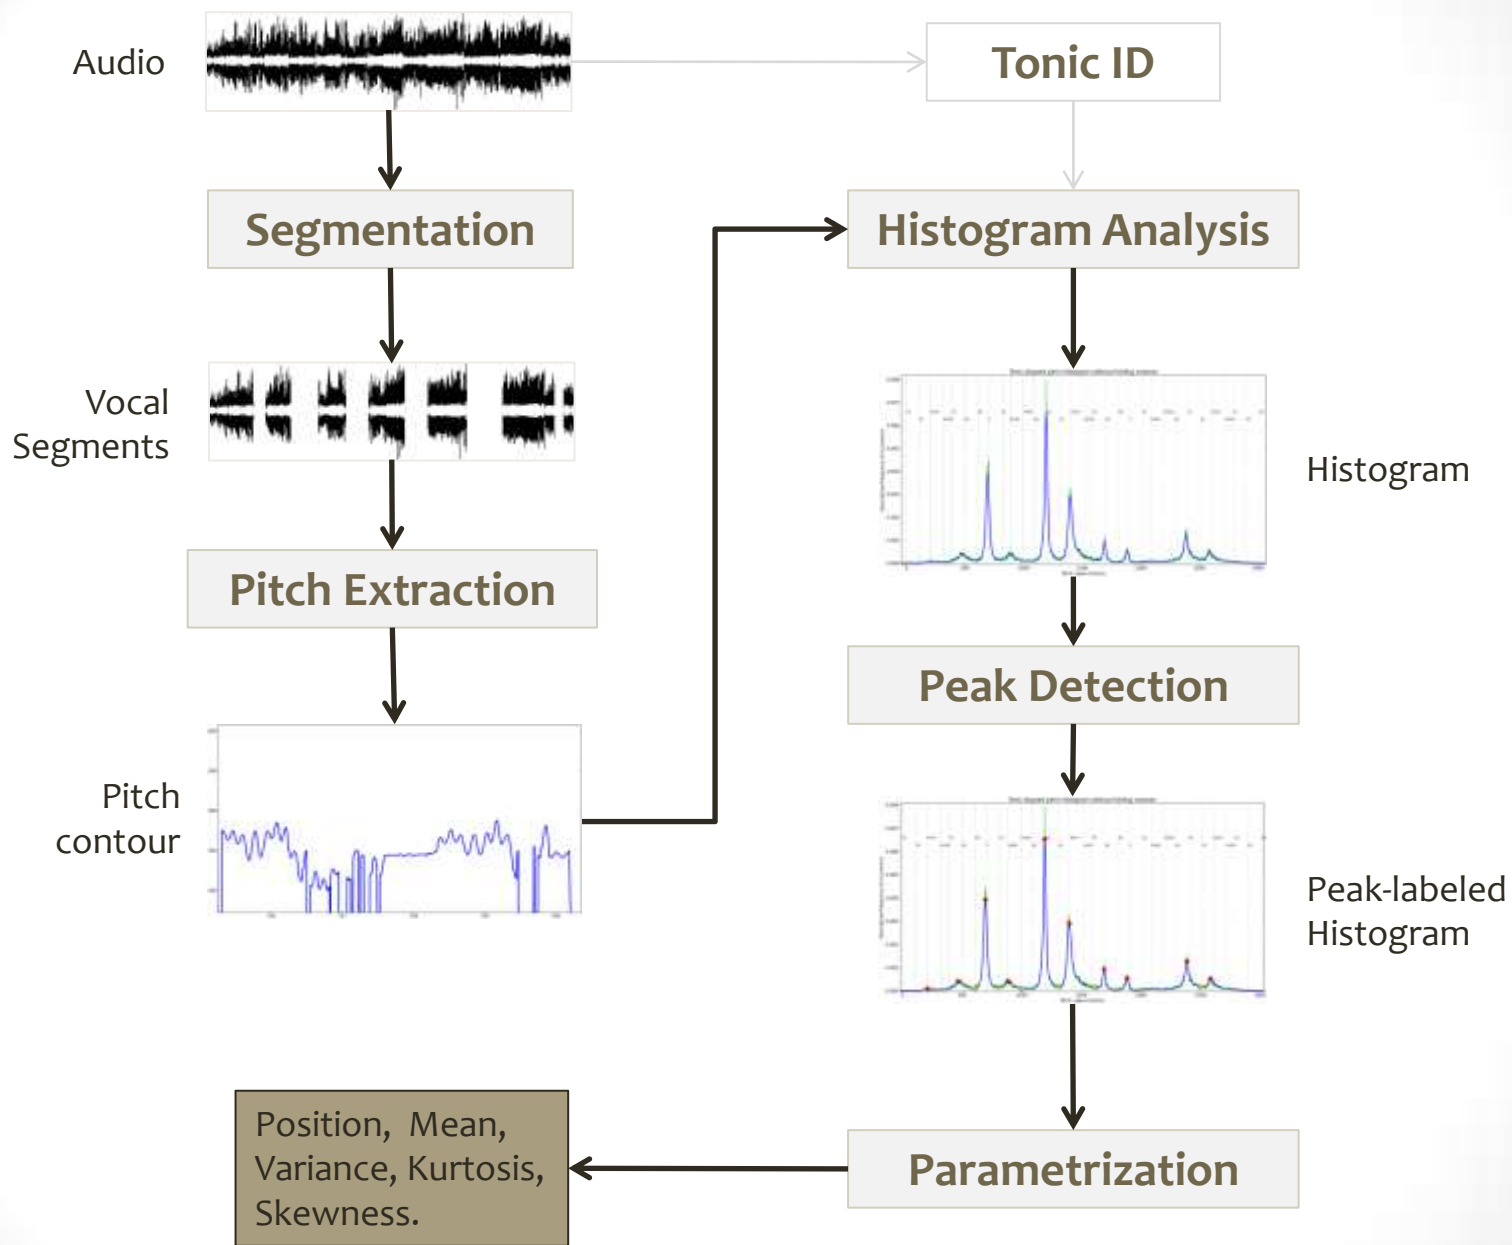 Audio
Tonic ID
Segmentation
Histogram Analysis
Vocal
Segments
Histogram
Pitch Extraction
Peak Detection
Pitch
contour
Peak-labeled
Histogram
Position, Mean,
Variance, Kurtosis,
Skewness.
Parametrization